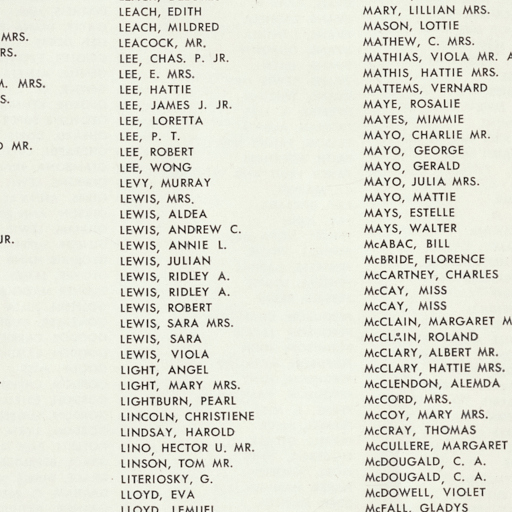 MRS.
RS.
MRS.
S.
MR.
JR.
LEACH, EDITH
LEACH, MILDRED
LEACOCK, MR.
LEE, CHAS. P. JR.
LEE, E. MRS.
LEE, HATTIE
LEE, JAMES J. JR.
LEE, LORETTA
LEE, P. T.
LEE, ROBERT
LEE, WONG
LEVY, MURRAY
LEWIS, MRS.
LEWIS, ALDEA
LEWIS, ANDREW C.
LEWIS, ANNIE L.
LEWIS, JULIAN
LEWIS, RIDLEY A.
LEWIS, RIDLEY A.
LEWIS, ROBERT
LEWIS, SARA MRS.
LEWIS, SARA
LEWIS, VIOLA
LIGHT, ANGEL
LIGHT, MARY MRS.
LIGHTBURN, PEARL
LINCOLN, CHRISTIENE
LINDSAY, HAROLD
LINO, HECTOR U. MR.
LINSON, TOM MR.
LITERIOSKY, G.
LLOYD, EVA
LLOYD, LEMUEL
MARY, LILLIAN MRS.
MASON, LOTTIE
MATHEW, C. MRS.
MATHIAS, VIOLA MR. A
MATHIS, HATTIE MRS.
MATTEMS, VERNARD
MAYE, ROSALIE
MAYES, MIMMIE
MAYO, CHARLIE MR.
MAYO, GEORGE
MAYO, GERALD
MAYO, JULIA MRS.
MAYO, MATTIE
MAYS, ESTELLE
MAYS, WALTER
McABAC, BILL
McBRIDE, FLORENCE
McCARTNEY, CHARLES
McCAY, MISS
McCAY, MISS
McCLAIN, MARGARET M
McCLAIN, ROLAND
McCLARY, ALBERT MR.
McCLARY, HATTIE MRS.
McCLENDON, ALEMDA
McCORD, MRS.
McCOY, MARY MRS.
McCRAY, THOMAS
McCULLERE, MARGARET
McDOUGALD, C. A.
McDOUGALD, C. A.
McDOWELL, VIOLET
McFALL, GLADYS